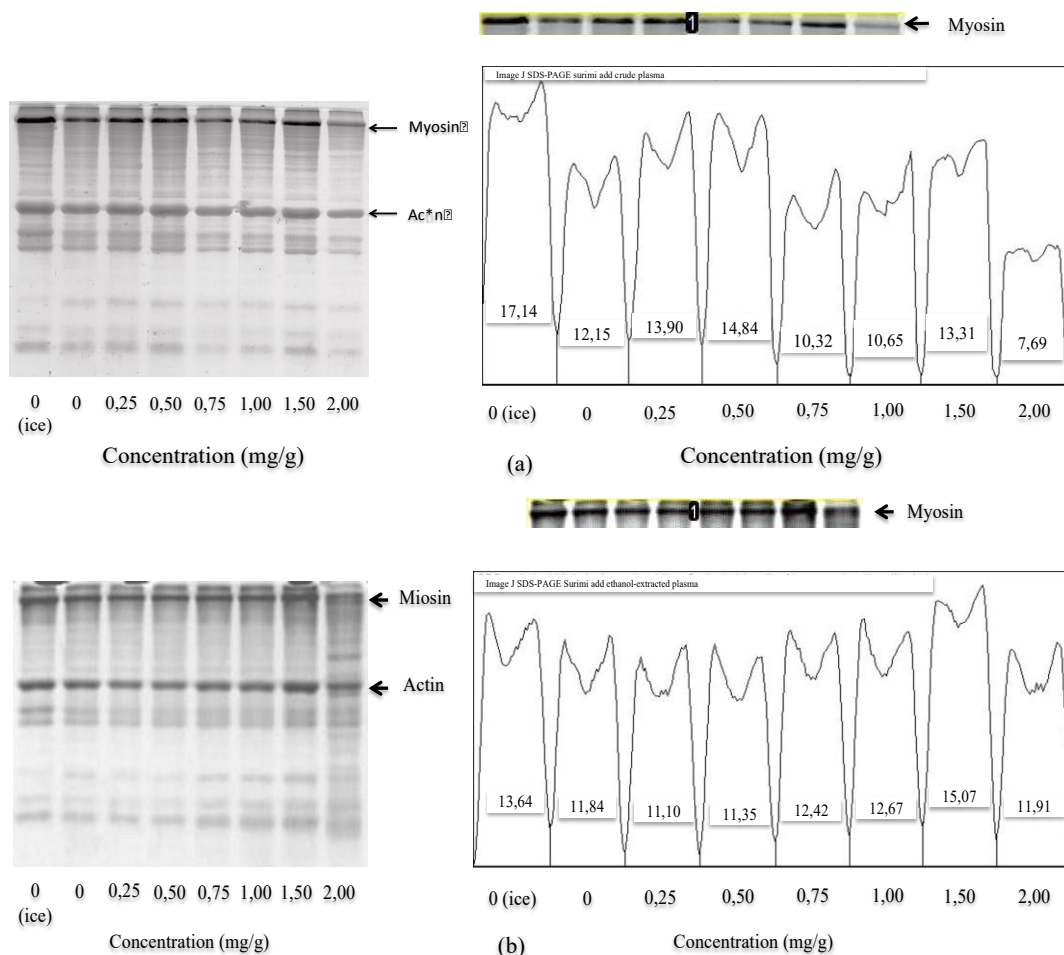 1
Myosin
Image J SDS-PAGE surimi add crude plasma
Myosin
Ac*n
17,14
12,15
13,90
14,84
10,32
10,65
13,31
7,69
0 0 0,25 0,50 0,75 1,00 1,50 2,00
(ice)
Concentration (mg/g)
0 (ice) 0 0,25 0,50 0,75 1,00 1,50 2,00
(a) Concentration (mg/g)
1
Myosin
Image J SDS-PAGE Surimi add ethanol-extracted plasma
Miosin
Actin
13,64
11,84
11,10
11,35
12,42
12,67
15,07
11,91
0 0 0,25 0,50 0,75 1,00 1,50 2,00
(ice)
Concentration (mg/g)
0 (ice) 0 0,25 0,50 0,75 1,00 1,50 2,00
(b) Concentration (mg/g)